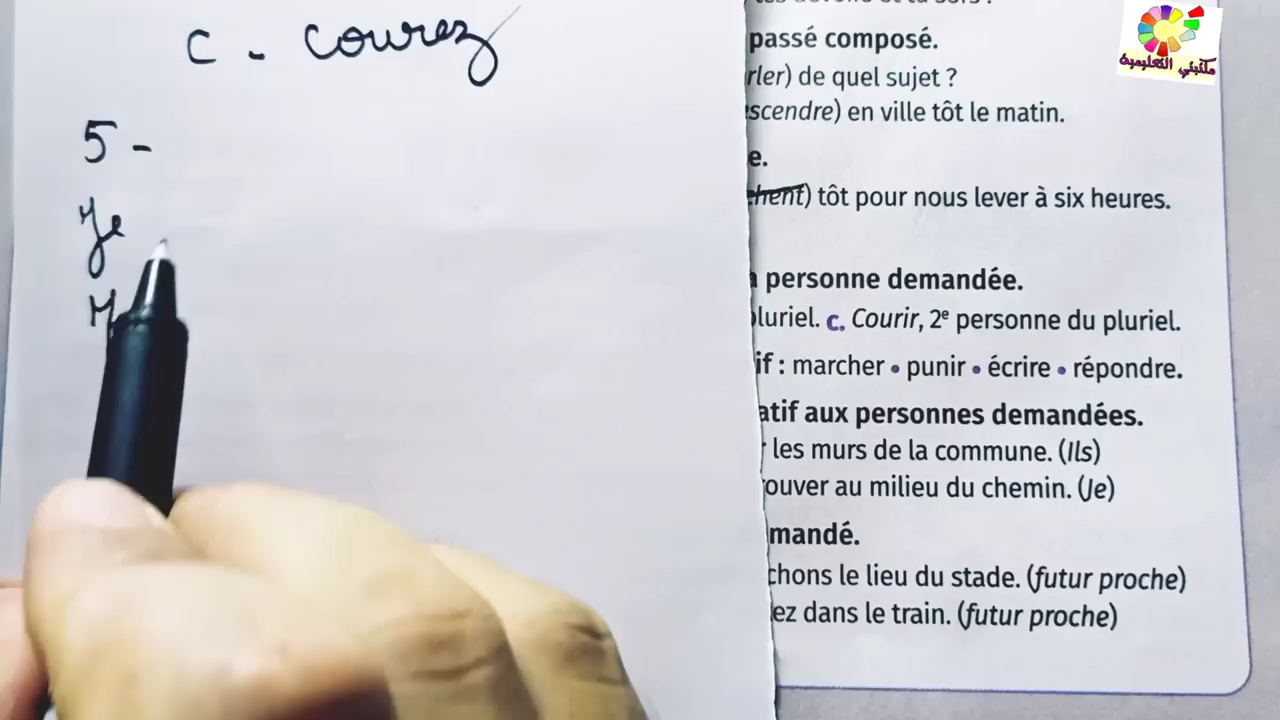 c - courez
5 -
Je
passé composé.
rler) de quel sujet ?
scendre) en ville tôt le matin.
e.
chent) tôt pour nous lever à six heures.
personne demandée.
pluriel. c. Courir, 2e personne du pluriel.
if : marcher • punir • écrire • répondre.
atif aux personnes demandées.
les murs de la commune. (Ils)
rouver au milieu du chemin. (Je)
mandé.
chons le lieu du stade. (futur proche)
lez dans le train. (futur proche)
مكتبتي التعليمية